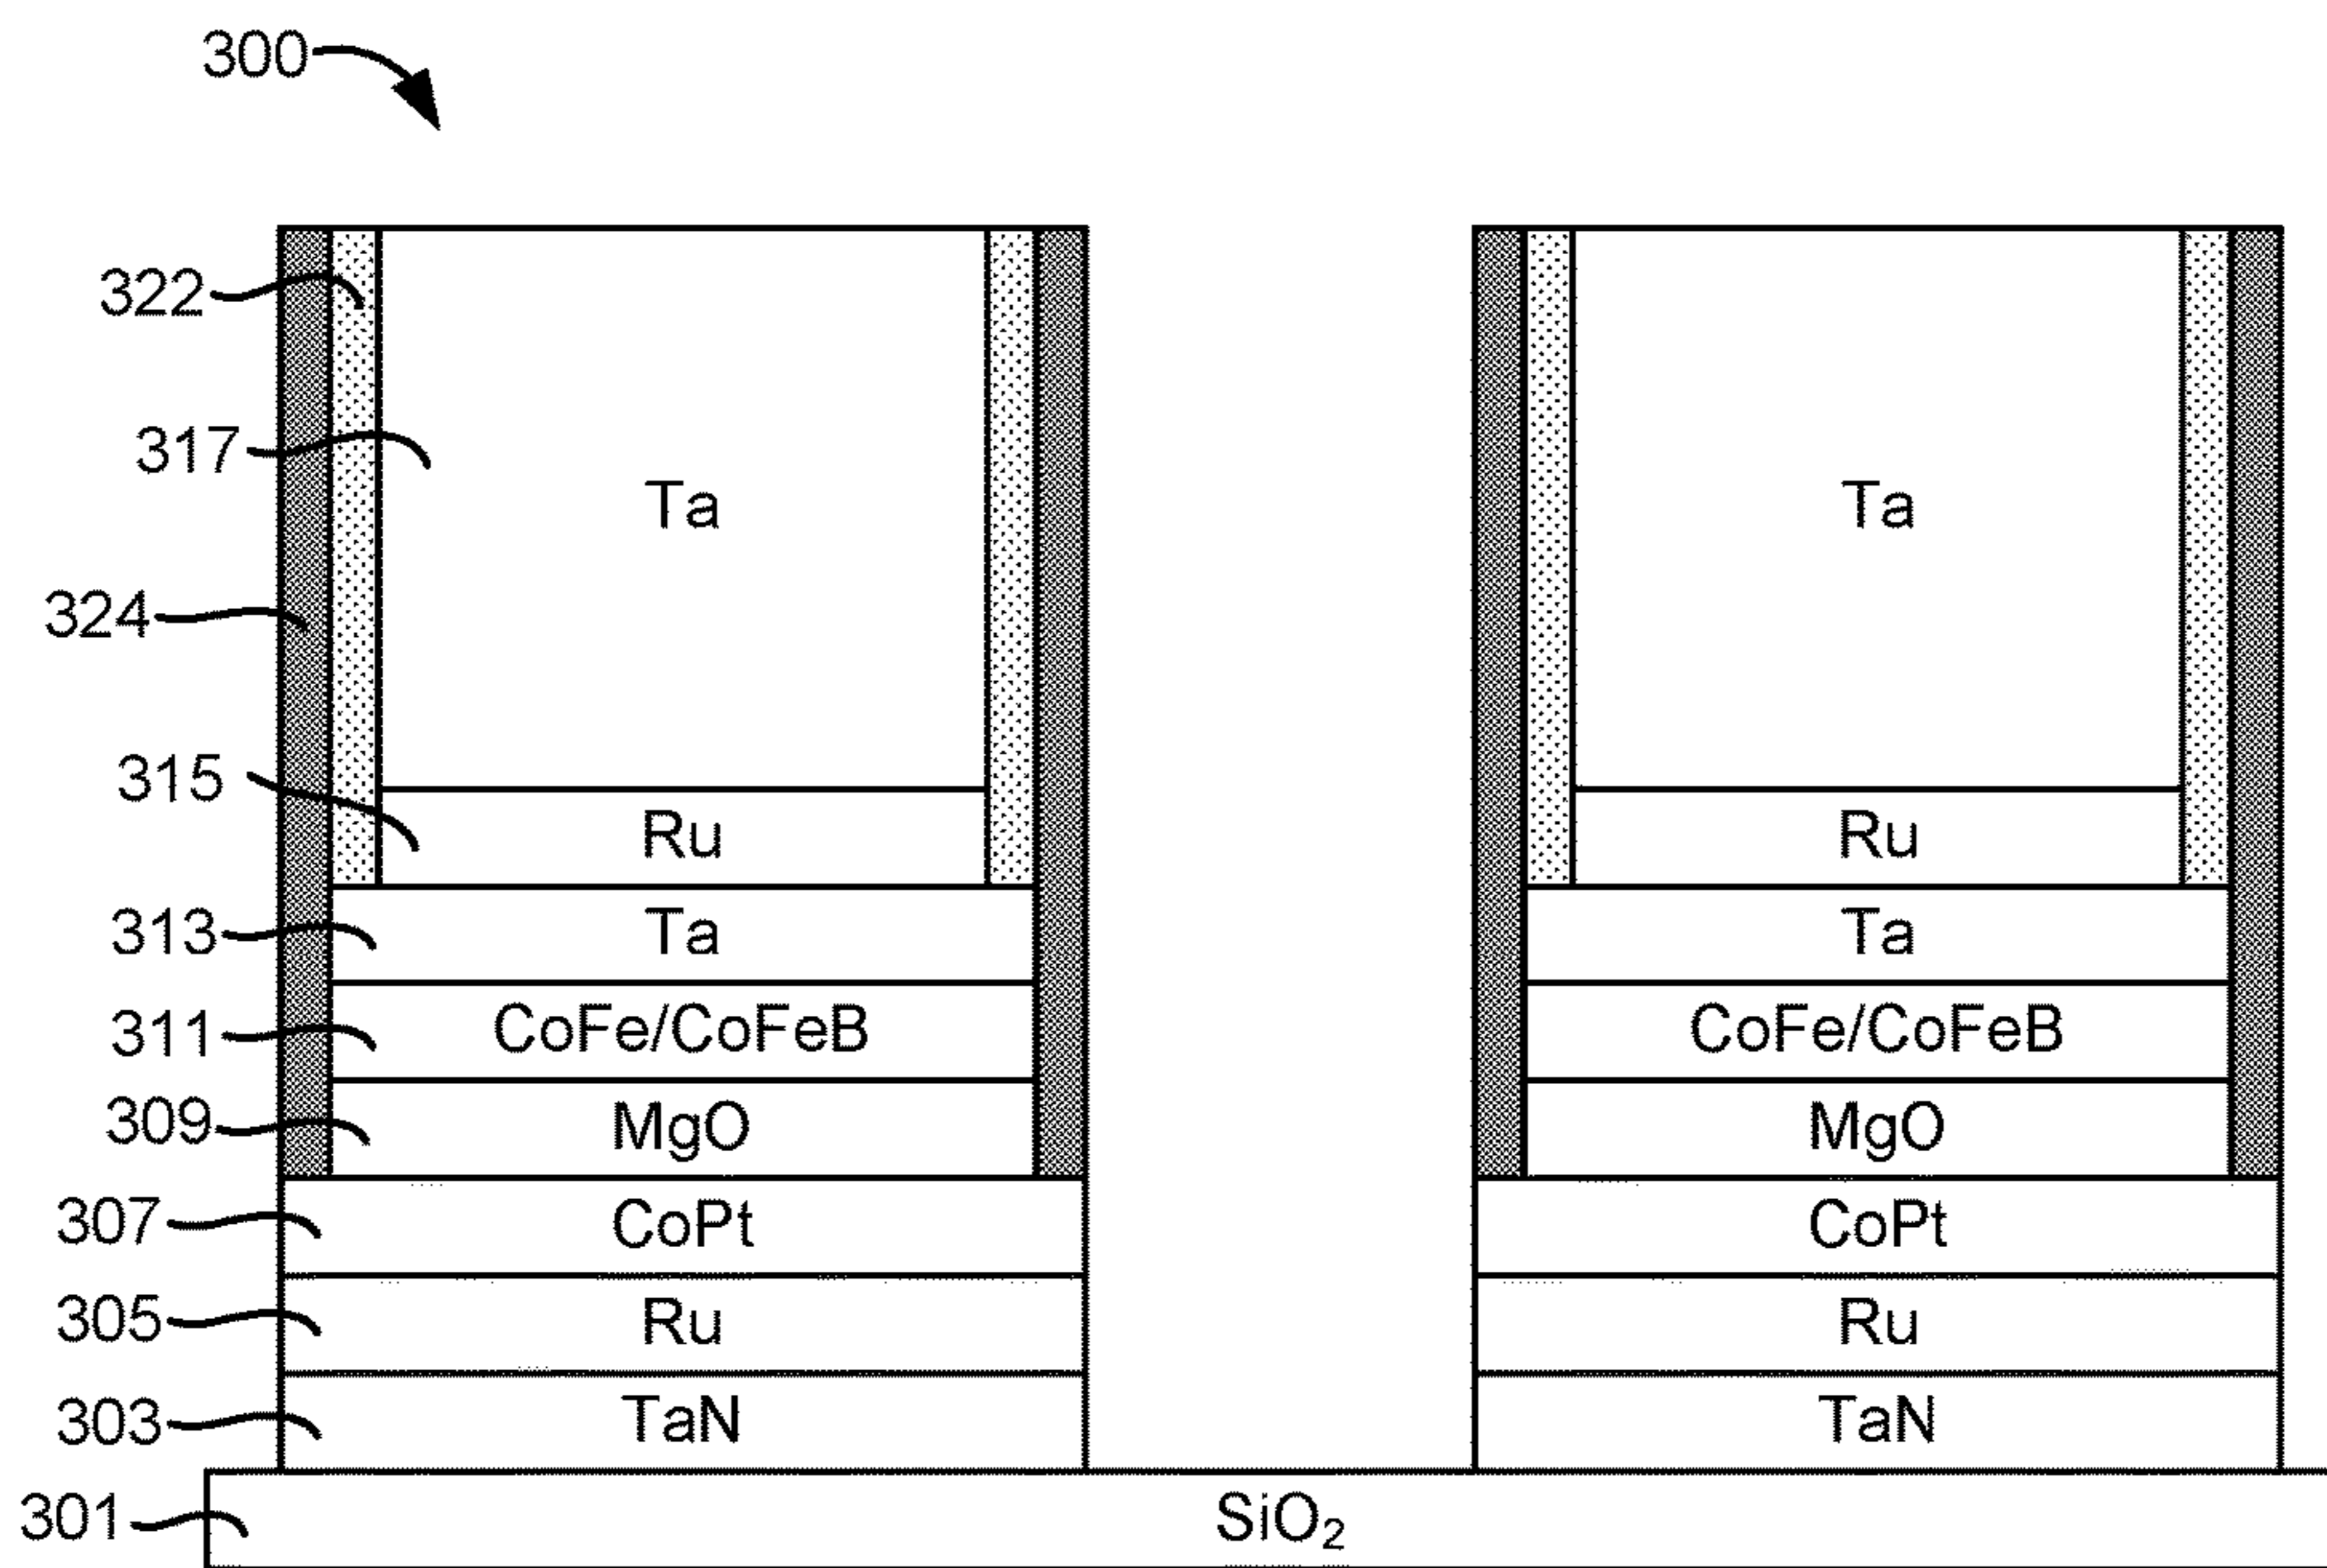 300
322
317 Ta Ta
324
315 Ru Ru
313 Ta Ta
311 CoFe/CoFeB CoFe/CoFeB
309 MgO MgO
307 CoPt CoPt
305 Ru Ru
303 TaN TaN
301 SiO₂